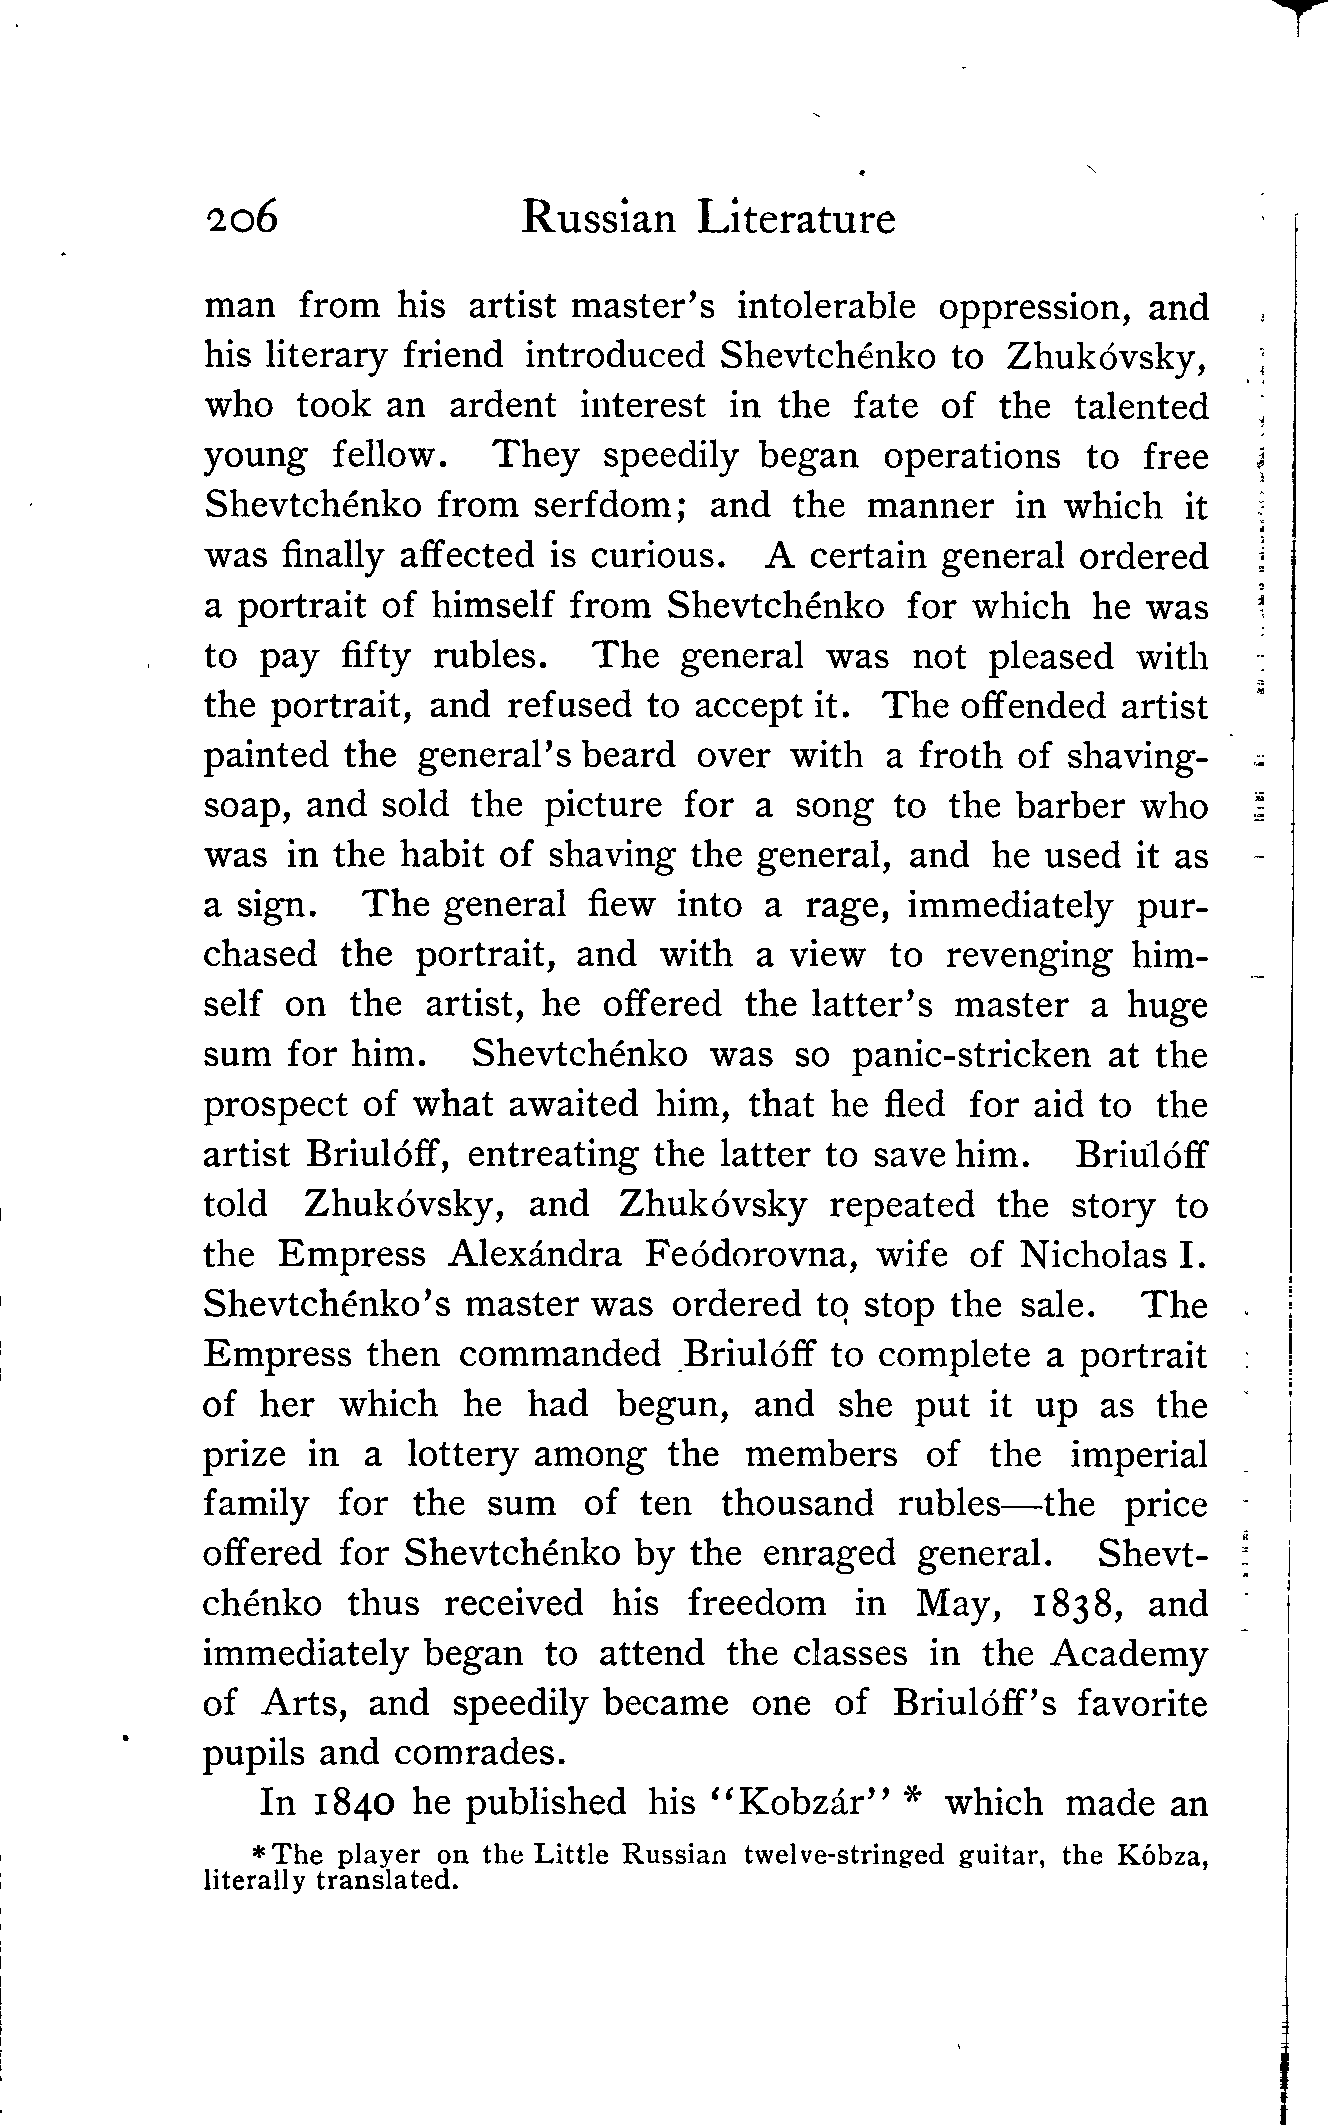 206 Russian Literature
man from his artist master's intolerable oppression, and
his literary friend introduced Shevtchénko to Zhukóvsky,
who took an ardent interest in the fate of the talented
young fellow. They speedily began operations to free
Shevtchénko from serfdom; and the manner in which it
was finally affected is curious. A certain general ordered
a portrait of himself from Shevtchénko for which he was
to pay fifty rubles. The general was not pleased with
the portrait, and refused to accept it. The offended artist
painted the general's beard over with a froth of shaving-
soap, and sold the picture for a song to the barber who
was in the habit of shaving the general, and he used it as
a sign. The general flew into a rage, immediately pur-
chased the portrait, and with a view to revenging him-
self on the artist, he offered the latter's master a huge
sum for him. Shevtchénko was so panic-stricken at the
prospect of what awaited him, that he fled for aid to the
artist Briulóff, entreating the latter to save him. Briulóff
told Zhukóvsky, and Zhukóvsky repeated the story to
the Empress Alexándra Feódorovna, wife of Nicholas I.
Shevtchénko's master was ordered to stop the sale. The
Empress then commanded Briulóff to complete a portrait
of her which he had begun, and she put it up as the
prize in a lottery among the members of the imperial
family for the sum of ten thousand rubles—the price
offered for Shevtchénko by the enraged general. Shevt-
chénko thus received his freedom in May, 1838, and
immediately began to attend the classes in the Academy
of Arts, and speedily became one of Briulóff's favorite
pupils and comrades.
In 1840 he published his "Kobzár" * which made an
*The player on the Little Russian twelve-stringed guitar, the Kóbza,
literally translated.